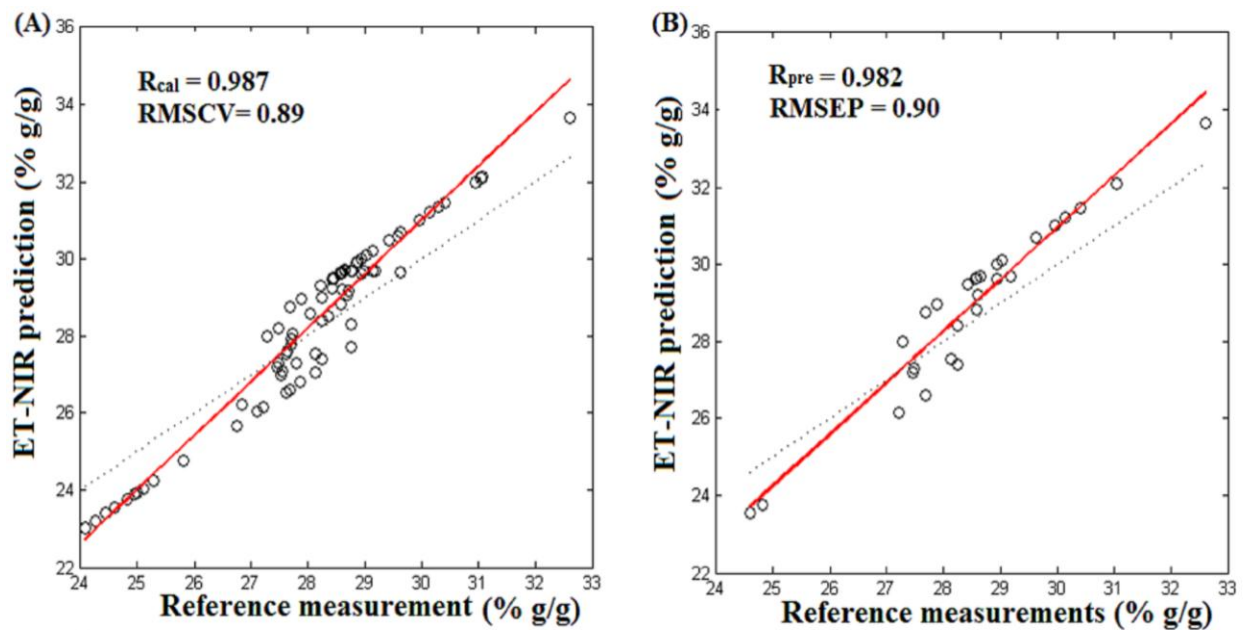 (A)
R_cal = 0.987
RMSCV= 0.89
ET-NIR prediction (% g/g)
36
34
32
30
28
26
24
22
24 25 26 27 28 29 30 31 32 33
Reference measurement (% g/g)
(B)
R_pre = 0.982
RMSEP = 0.90
ET-NIR prediction (% g/g)
36
34
32
30
28
26
24
22
24 25 26 27 28 29 30 31 32 33
Reference measurements (% g/g)